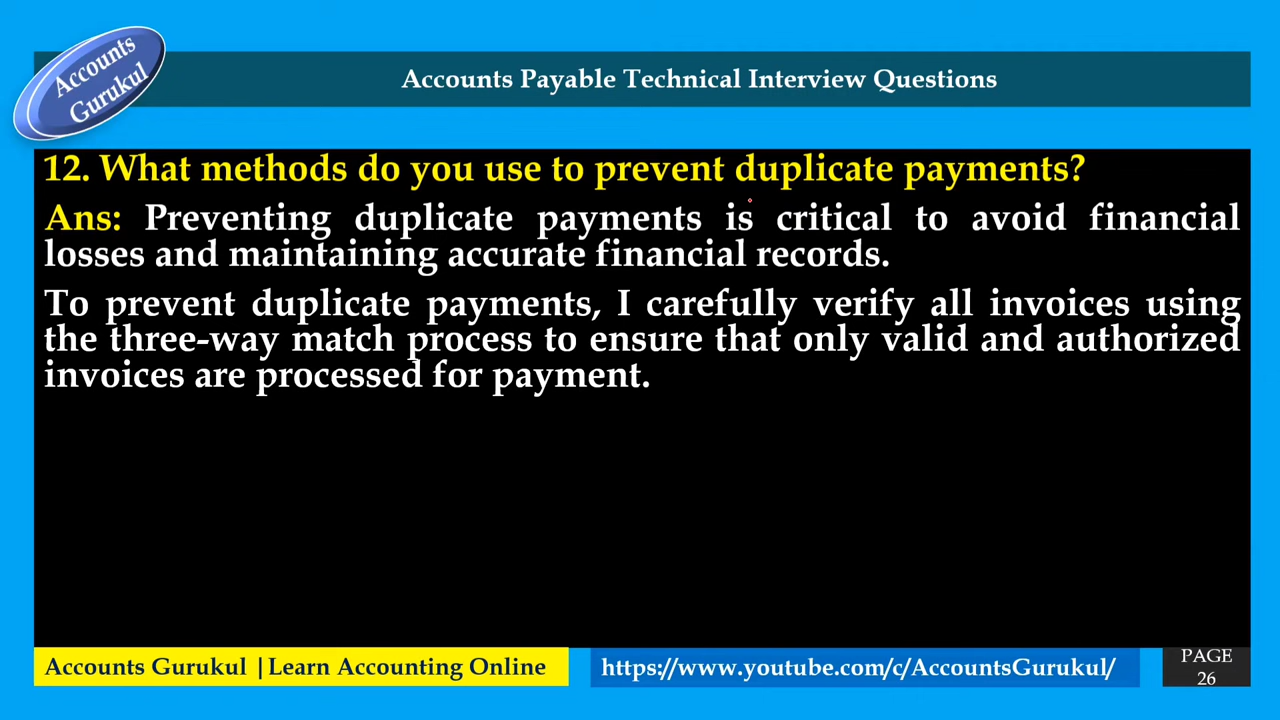 Accounts
Gurukul
Accounts Payable Technical Interview Questions
12. What methods do you use to prevent duplicate payments?
Ans: Preventing duplicate payments is critical to avoid financial
losses and maintaining accurate financial records.
To prevent duplicate payments, I carefully verify all invoices using
the three-way match process to ensure that only valid and authorized
invoices are processed for payment.
Accounts Gurukul |Learn Accounting Online
https://www.youtube.com/c/AccountsGurukul/
PAGE
26